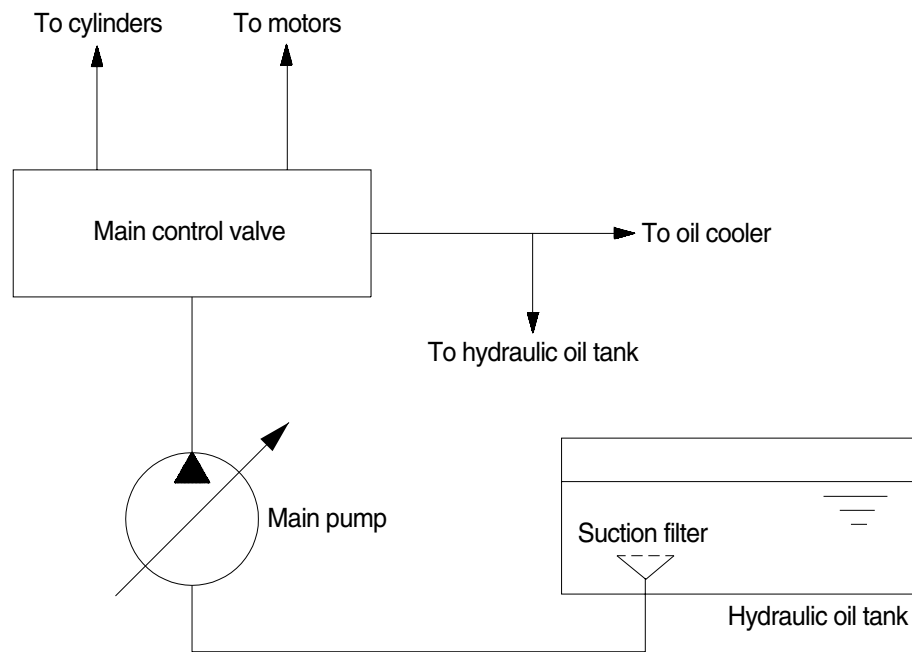 To cylinders
To motors
Main control valve
To oil cooler
To hydraulic oil tank
Main pump
Suction filter
Hydraulic oil tank